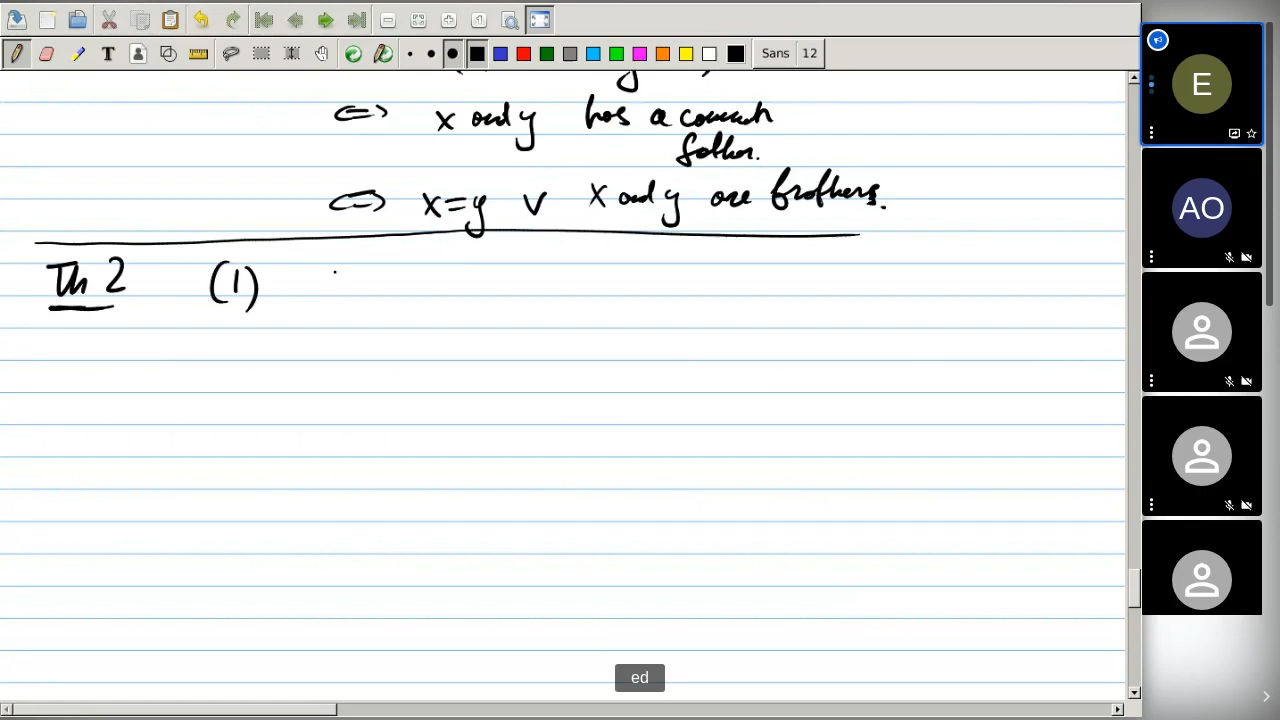 T
Sans 12
⇔ x and y has a common
father.
⇔ x=y ∨ x and y are brothers.
Th 2 (1)
E
AO
ed